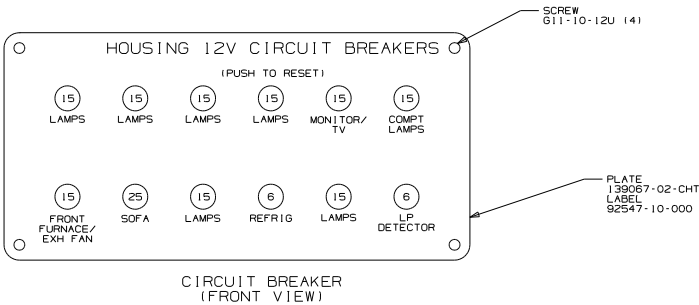 SCREW
G11-10-12U (4)
HOUSING 12V CIRCUIT BREAKERS
(PUSH TO RESET)
15 15 15 15 15 15
LAMPS LAMPS LAMPS LAMPS MONITOR/ COMPT
TV LAMPS
15 25 15 6 15 6
FRONT SOFA LAMPS REFRIG LAMPS LP
FURNACE/ DETECTOR
EXH FAN
PLATE
139067-02-CHT
LABEL
92547-10-000
CIRCUIT BREAKER
(FRONT VIEW)